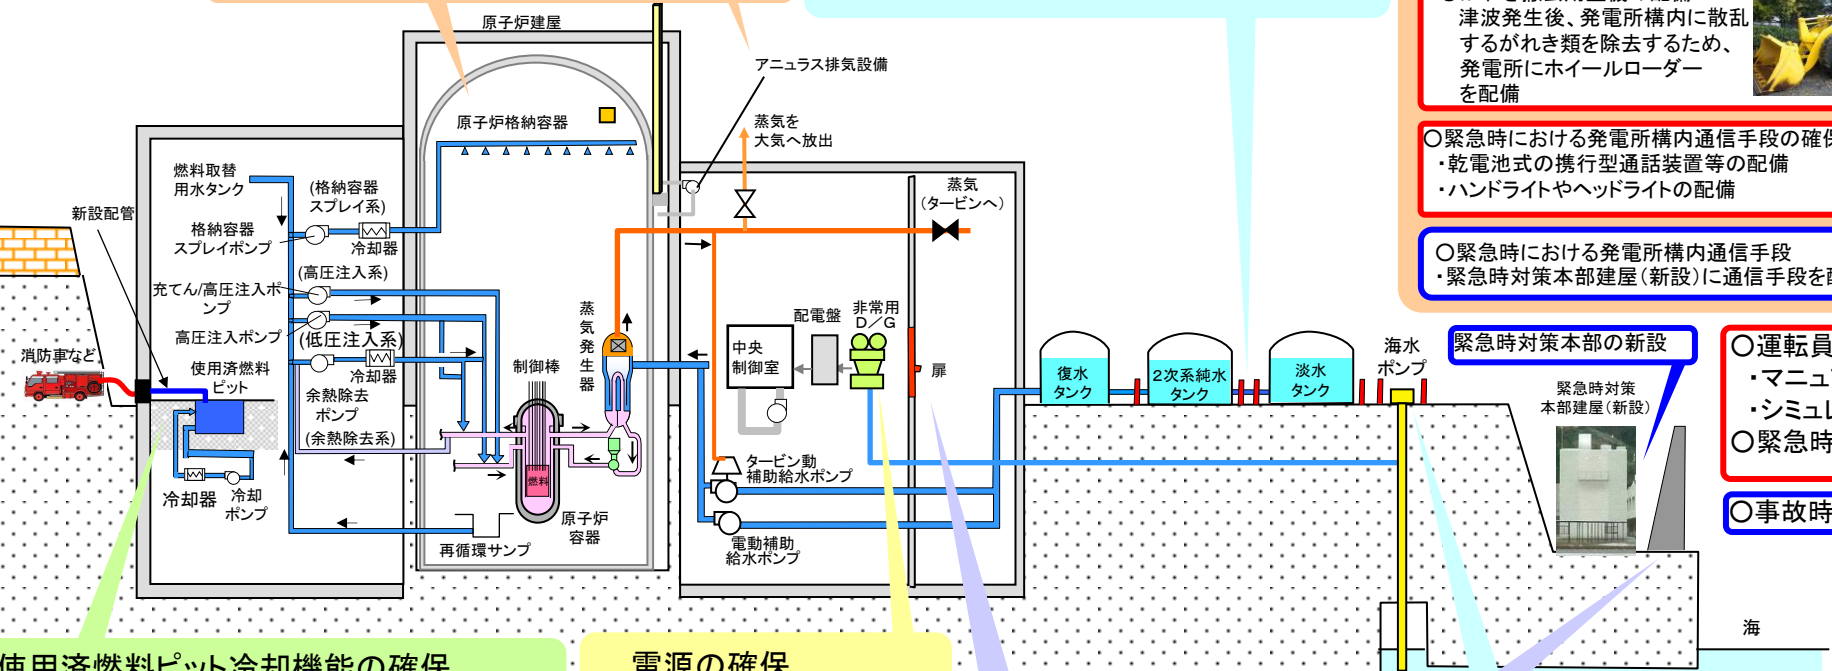 原子炉建屋
アニュラス排気設備
原子炉格納容器
蒸気を
大気へ放出
燃料取替
用水タンク
(格納容器
スプレイ系)
新設配管
格納容器
スプレイポンプ
冷却器
(高圧注入系)
充てん/高圧注入ポ
ンプ
高圧注入ポンプ
(低圧注入系)
消防車など
使用済燃料
ピット
冷却器
余熱除去
ポンプ
(余熱除去系)
冷却器
冷却
ポンプ
制御棒
蒸
気
発
生
器
燃料
原子炉
容器
再循環サンプ
蒸気
(タービンへ)
配電盤
非常用
D/G
中央
制御室
扉
タービン動
補助給水ポンプ
電動補助
給水ポンプ
復水
タンク
2次系純水
タンク
淡水
タンク
海水
ポンプ
津波発生後、発電所構内に散乱
するがれき類を除去するため、
発電所にホイールローダー
を配備
〇緊急時における発電所構内通信手段の確保
・乾電池式の携行型通話装置等の配備
・ハンドライトやヘッドライトの配備
〇緊急時における発電所構内通信手段
・緊急時対策本部建屋(新設)に通信手段を
緊急時対策本部の新設
緊急時対策
本部建屋(新設)
〇運転員
・マニュ
・シミュ
〇緊急時
〇事故時
海
使用済燃料ピット冷却機能の確保
電源の確保